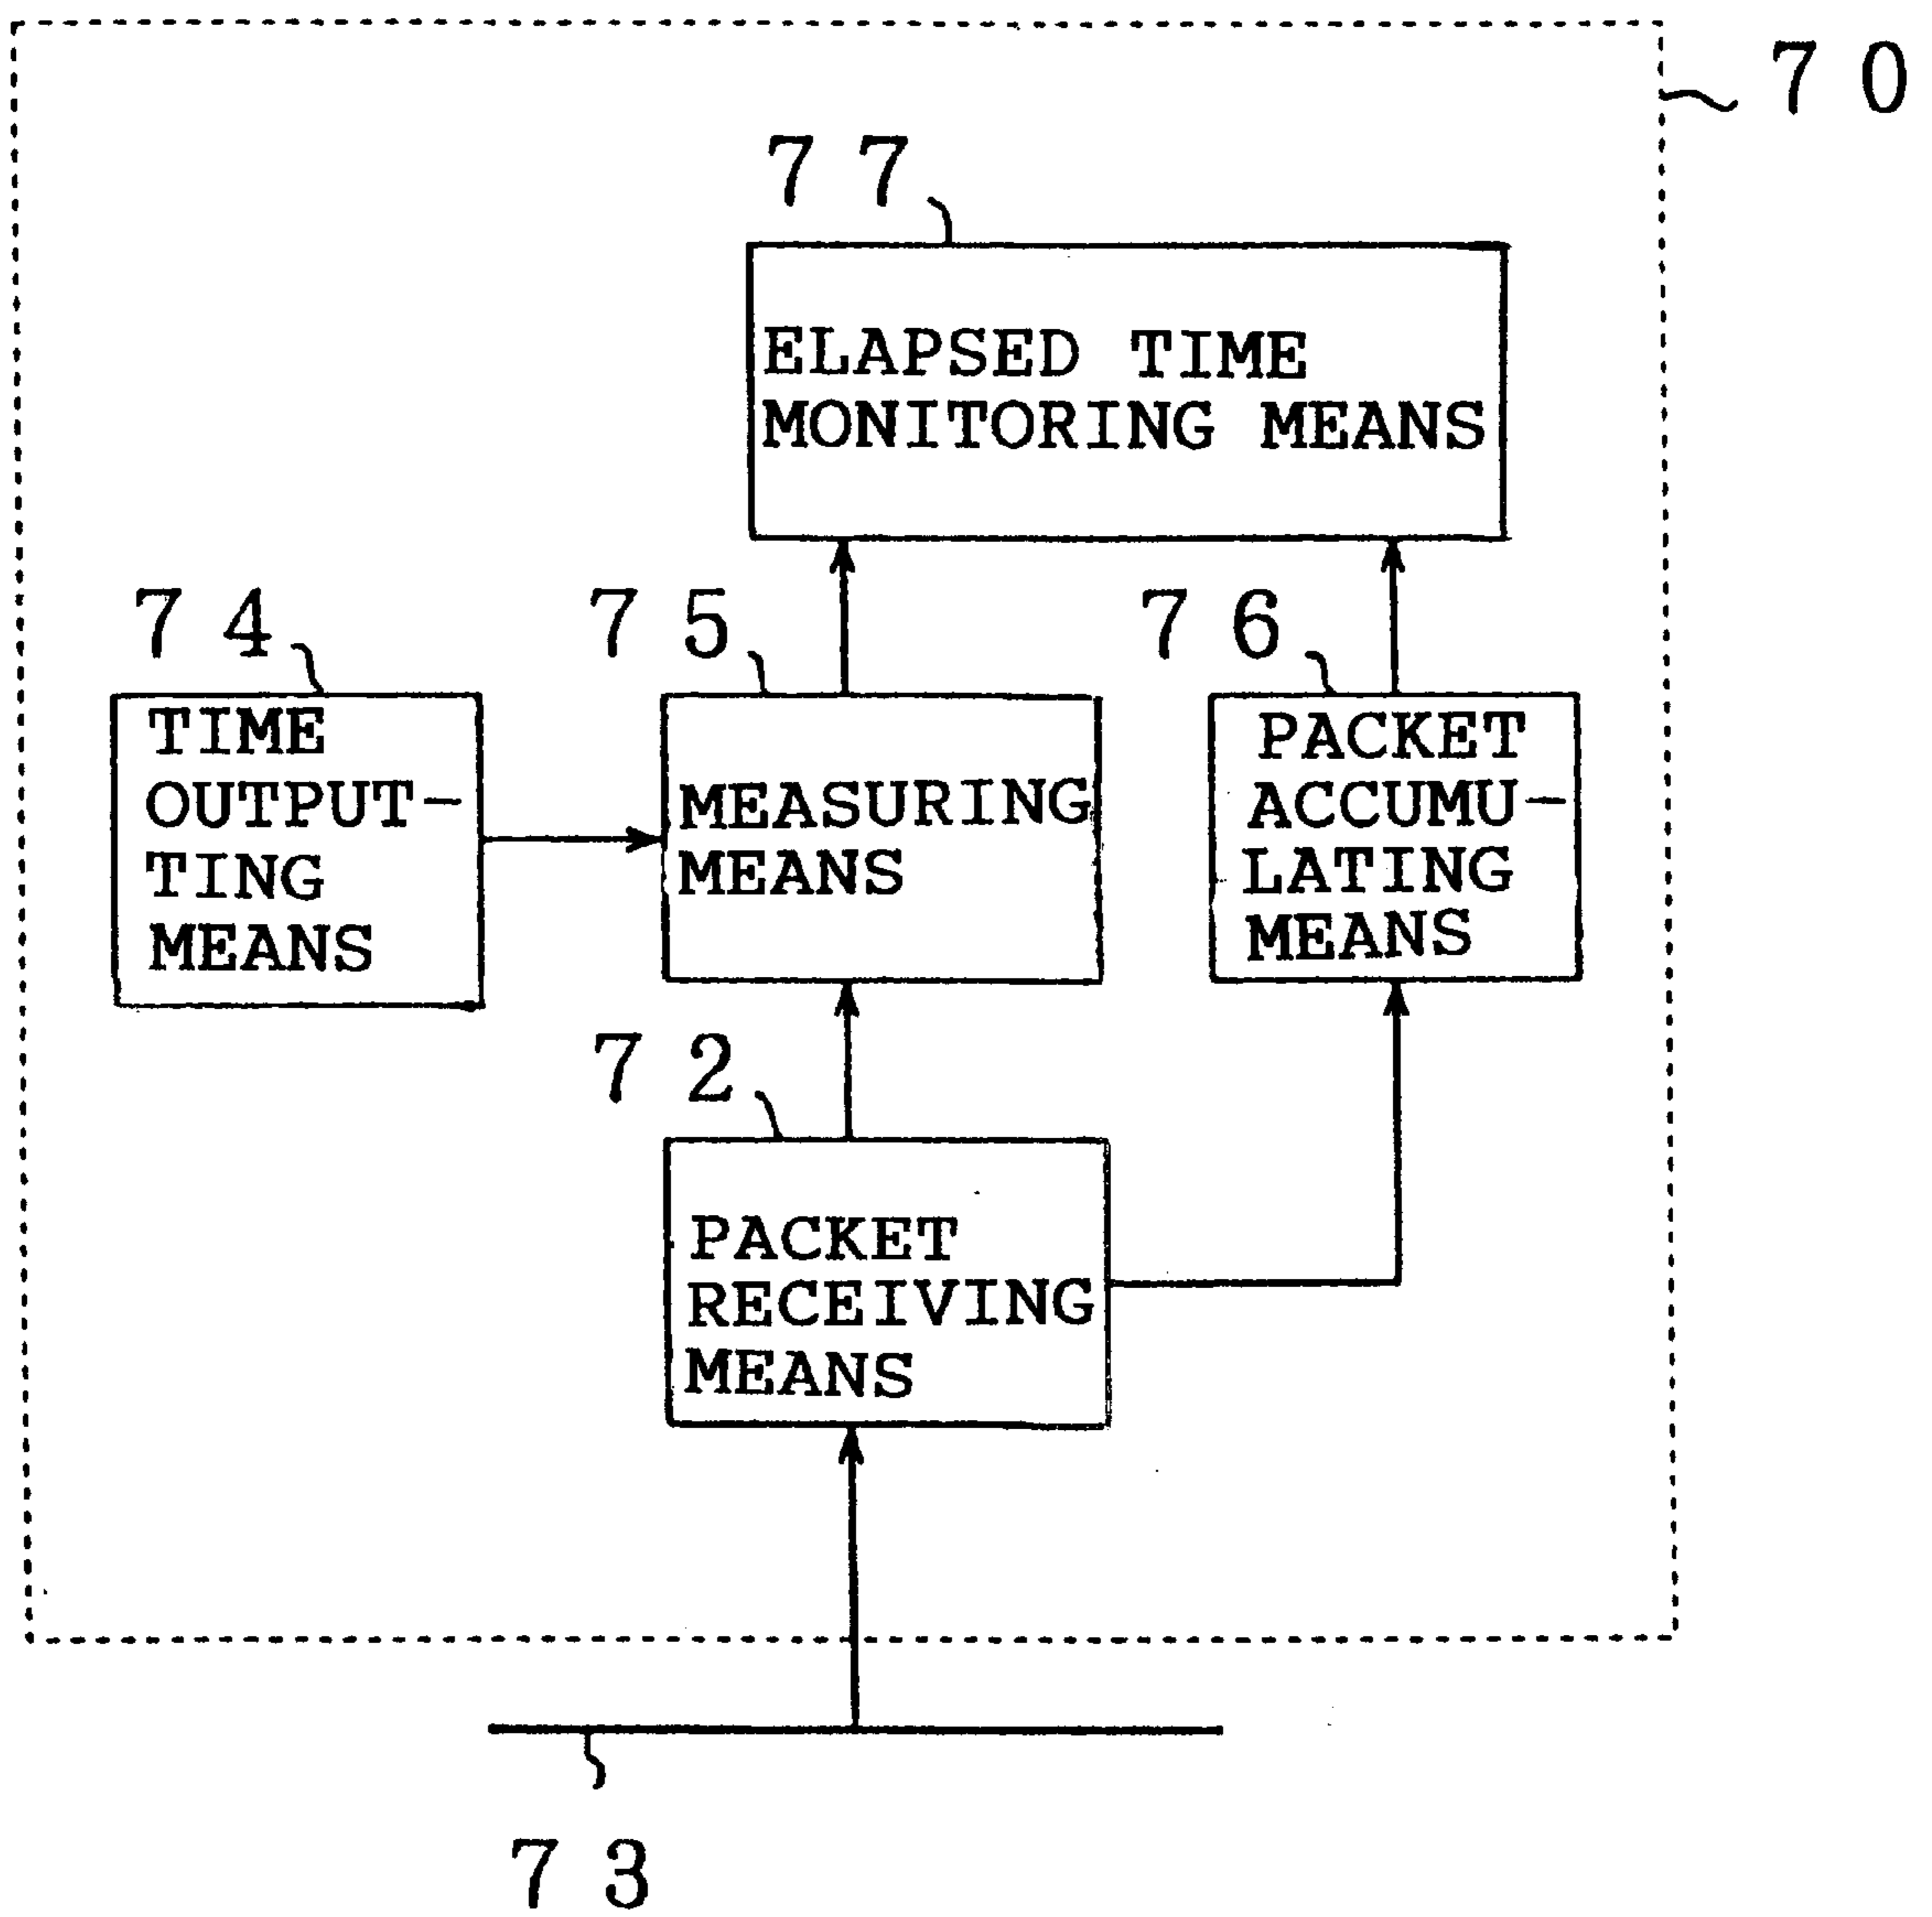 70
77
ELAPSED TIME
MONITORING MEANS
74
75
76
TIME
OUTPUT-
TING
MEANS
MEASURING
MEANS
PACKET
ACCUMU-
LATING
MEANS
72
PACKET
RECEIVING
MEANS
73